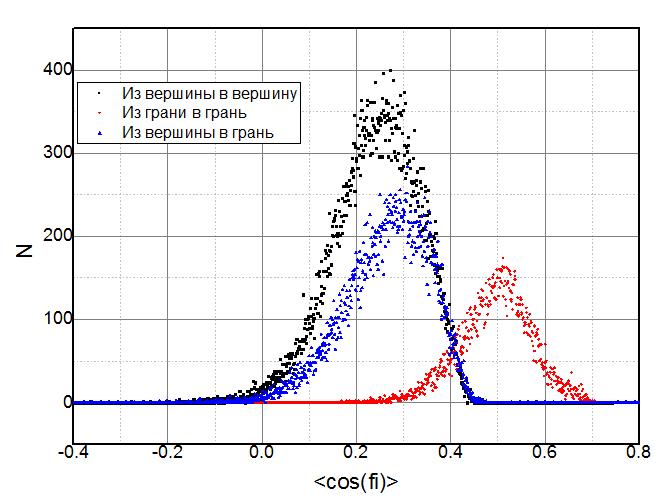 400
300
200
100
0
N
Из вершины в вершину
Из грани в грань
Из вершины в грань
-0.4
-0.2
0.0
0.2
0.4
0.6
0.8
<cos(fi)>